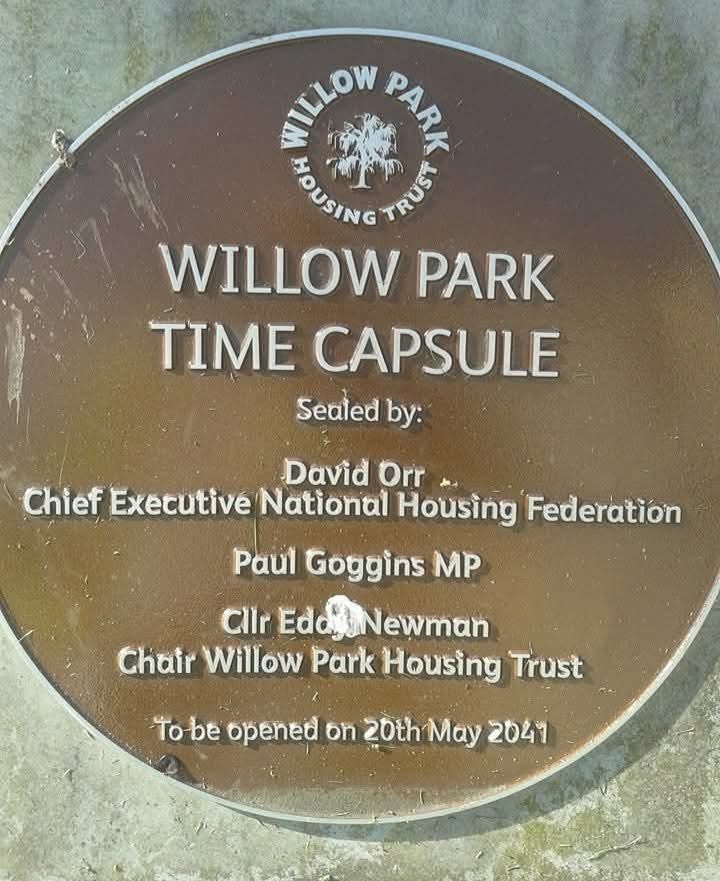 WILLOW PARK
HOUSING TRUST
WILLOW PARK
TIME CAPSULE
Sealed by:
David Orr
Chief Executive National Housing Federation
Paul Goggins MP
Cllr Newman
Chair Willow Park Housing Trust
To be opened on 20th May 2041